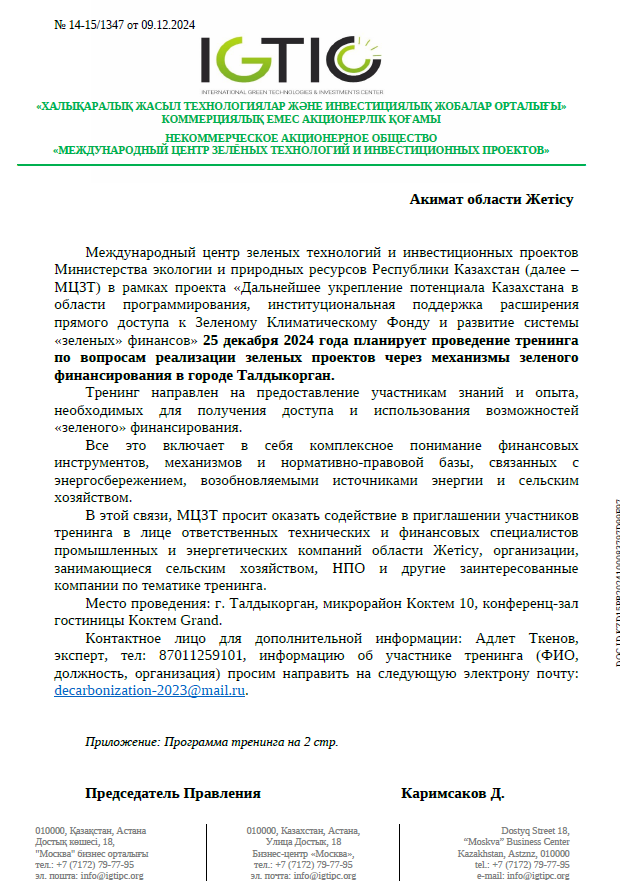 № 14-15/1347 от 09.12.2024
IGTIC
INTERNATIONAL GREEN TECHNOLOGIES & INVESTMENTS CENTER
«ХАЛЫҚАРАЛЫҚ ЖАСЫЛ ТЕХНОЛОГИЯЛАР ЖӘНЕ ИНВЕСТИЦИЯЛЫҚ ЖОБАЛАР ОРТАЛЫҒЫ»
КОММЕРЦИЯЛЫҚ ЕМЕС АКЦИОНЕРЛІК ҚОҒАМЫ
НЕКОММЕРЧЕСКОЕ АКЦИОНЕРНОЕ ОБЩЕСТВО
«МЕЖДУНАРОДНЫЙ ЦЕНТР ЗЕЛЁНЫХ ТЕХНОЛОГИЙ И ИНВЕСТИЦИОННЫХ ПРОЕКТОВ»
Акимат области Жетісу
Международный центр зеленых технологий и инвестиционных проектов
Министерства экологии и природных ресурсов Республики Казахстан (далее –
МЦЗТ) в рамках проекта «Дальнейшее укрепление потенциала Казахстана в
области программирования, институциональная поддержка расширения
прямого доступа к Зеленому Климатическому Фонду и развитие системы
«зеленых» финансов» 25 декабря 2024 года планирует проведение тренинга
по вопросам реализации зеленых проектов через механизмы зеленого
финансирования в городе Талдыкорган.
Тренинг направлен на предоставление участникам знаний и опыта,
необходимых для получения доступа и использования возможностей
«зеленого» финансирования.
Все это включает в себя комплексное понимание финансовых
инструментов, механизмов и нормативно-правовой базы, связанных с
энергосбережением, возобновляемыми источниками энергии и сельским
хозяйством.
В этой связи, МЦЗТ просит оказать содействие в приглашении участников
тренинга в лице ответственных технических и финансовых специалистов
промышленных и энергетических компаний области Жетісу, организации,
занимающиеся сельским хозяйством, НПО и другие заинтересованные
компании по тематике тренинга.
Место проведения: г. Талдыкорган, микрорайон Коктем 10, конференц-зал
гостиницы Коктем Grand.
Контактное лицо для дополнительной информации: Адлет Ткенов,
эксперт, тел: 87011259101, информацию об участнике тренинга (ФИО,
должность, организация) просим направить на следующую электрону почту:
decarbonization-2023@mail.ru.
Приложение: Программа тренинга на 2 стр.
Председатель Правления Каримсаков Д.
010000, Қазақстан, Астана
Достық көшесі, 18,
"Москва" бизнес орталығы
тел.: +7 (7172) 79-77-95
эл. пошта: info@igtipc.org
010000, Казахстан, Астана,
Улица Достык, 18
Бизнес-центр «Москва»,
тел.: +7 (7172) 79-77-95
эл. почта: info@igtipc.org
Dostyq Street 18,
“Moskva” Business Center
Kazakhstan, Astznz, 010000
tel.: +7 (7172) 79-77-95
e-mail: info@igtipc.org